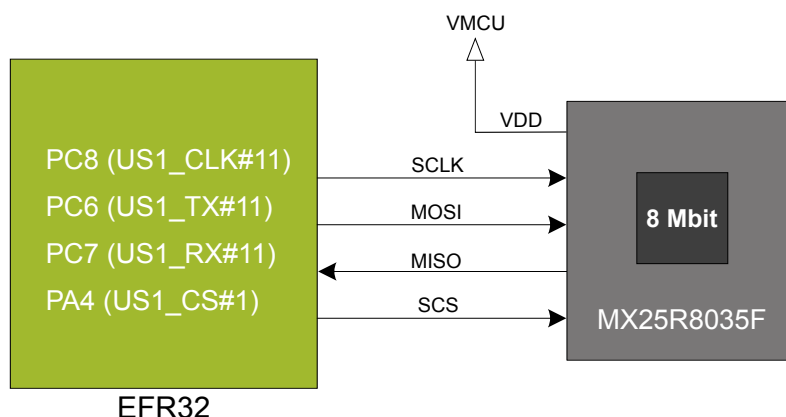 VMCU
VDD
PC8 (US1_CLK#11)
SCLK
PC6 (US1_TX#11)
MOSI
8 Mbit
PC7 (US1_RX#11)
MISO
PA4 (US1_CS#1)
SCS
MX25R8035F
EFR32